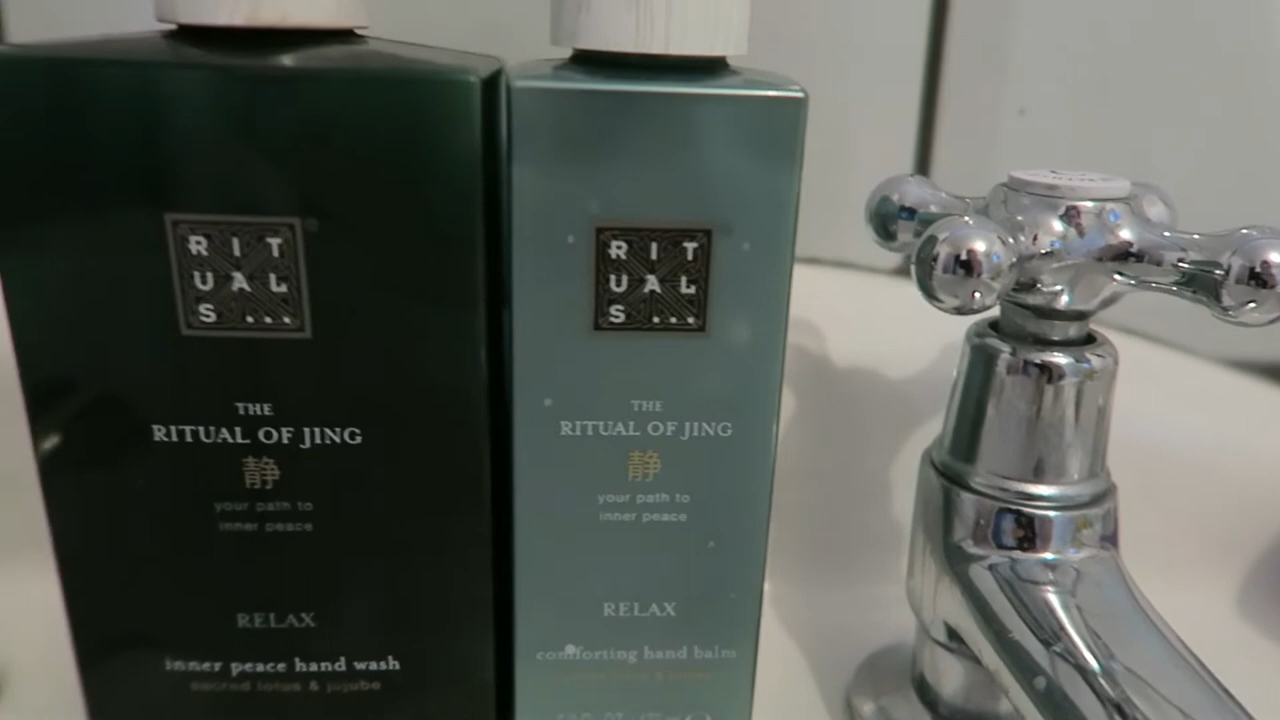 RIT
UAL
S...
THE
RITUAL OF JING
静
your path to
inner peace
RELAX
inner peace hand wash
sacred lotus & jujube
RIT
UAL
S...
THE
RITUAL OF JING
静
your path to
inner peace
RELAX
comforting hand balm